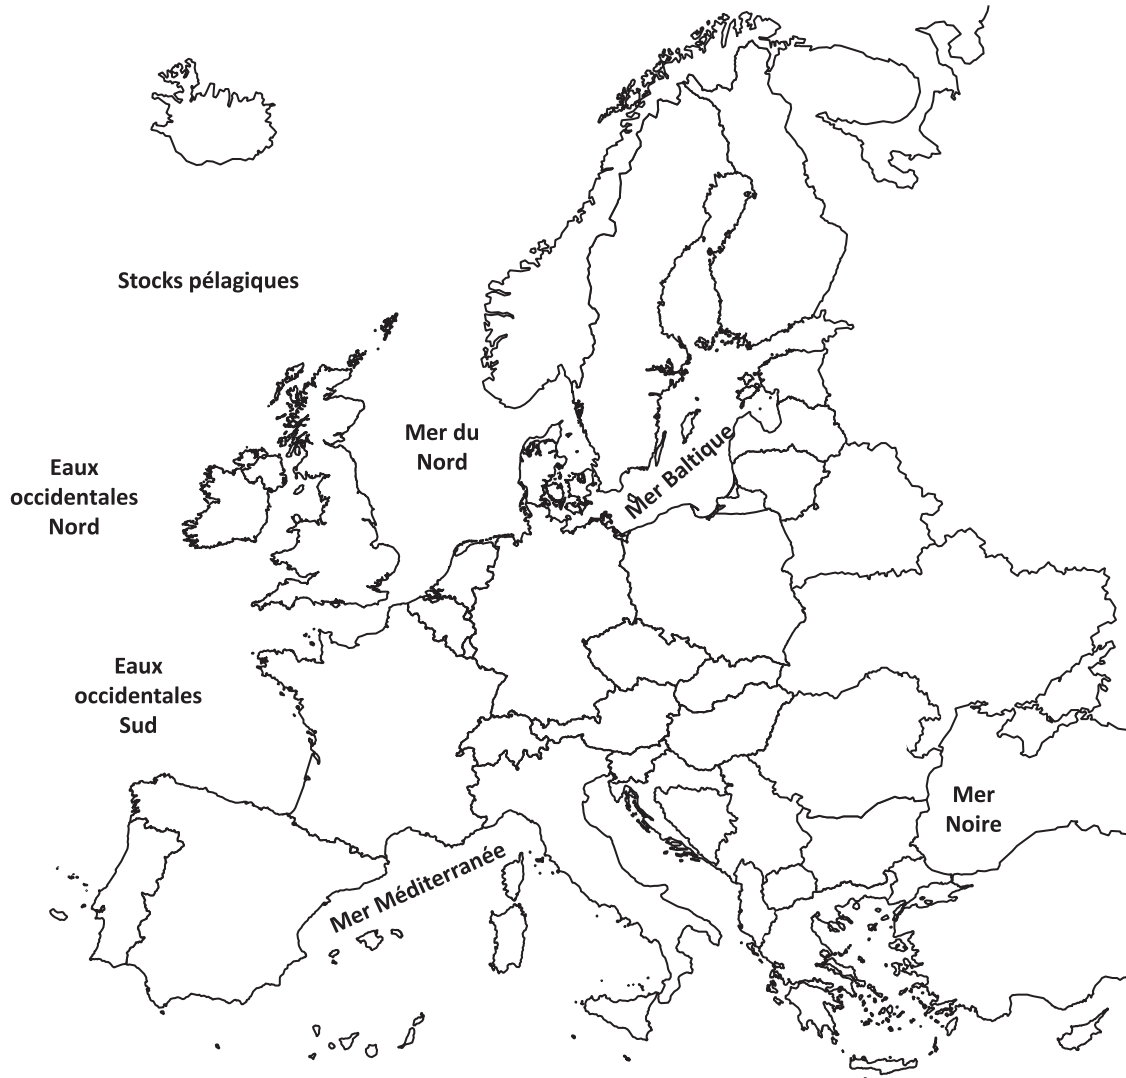 Stocks pélagiques
Mer du
Nord
Mer Baltique
Eaux
occidentales
Nord
Eaux
occidentales
Sud
Mer
Noire
Mer Méditerranée